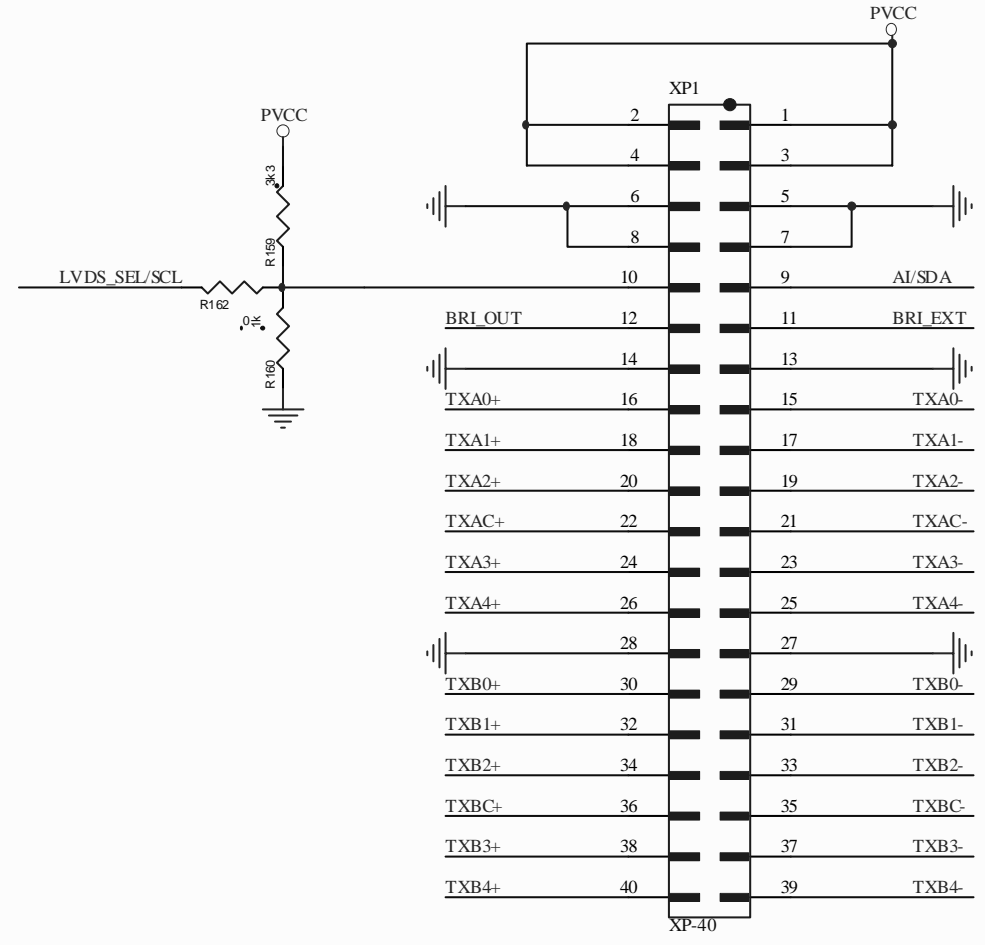 PVCC
XP1
2 1
PVCC
4 3
3k3
6 5
R159
8 7
LVDS_SEL/SCL 10 9 AI/SDA
R162
0
1k
BRI_OUT 12 11 BRI_EXT
R160
14 13
TXA0+ 16 15 TXA0-
TXA1+ 18 17 TXA1-
TXA2+ 20 19 TXA2-
TXAC+ 22 21 TXAC-
TXA3+ 24 23 TXA3-
TXA4+ 26 25 TXA4-
28 27
TXB0+ 30 29 TXB0-
TXB1+ 32 31 TXB1-
TXB2+ 34 33 TXB2-
TXBC+ 36 35 TXBC-
TXB3+ 38 37 TXB3-
TXB4+ 40 39 TXB4-
XP-40